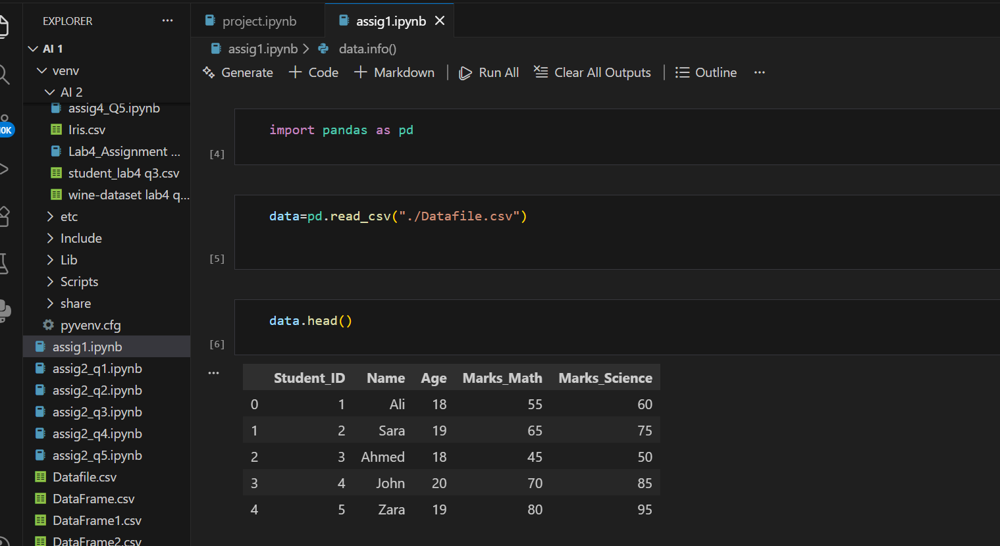 EXPLORER ...
AI 1
venv
AI 2
assig4_Q5.ipynb
Iris.csv
Lab4_Assignment ...
student_lab4 q3.csv
wine-dataset lab4 q...
etc
Include
Lib
Scripts
share
pyvenv.cfg
assig1.ipynb
assig2_q1.ipynb
assig2_q2.ipynb
assig2_q3.ipynb
assig2_q4.ipynb
assig2_q5.ipynb
Datafile.csv
DataFrame.csv
DataFrame1.csv
DataFrame2.csv
project.ipynb assig1.ipynb
assig1.ipynb > data.info()
Generate + Code + Markdown | Run All Clear All Outputs | Outline ...
import pandas as pd
[4]
data=pd.read_csv("./Datafile.csv")
[5]
data.head()
[6]
...
Student_ID Name Age Marks_Math Marks_Science
0 1 Ali 18 55 60
1 2 Sara 19 65 75
2 3 Ahmed 18 45 50
3 4 John 20 70 85
4 5 Zara 19 80 95